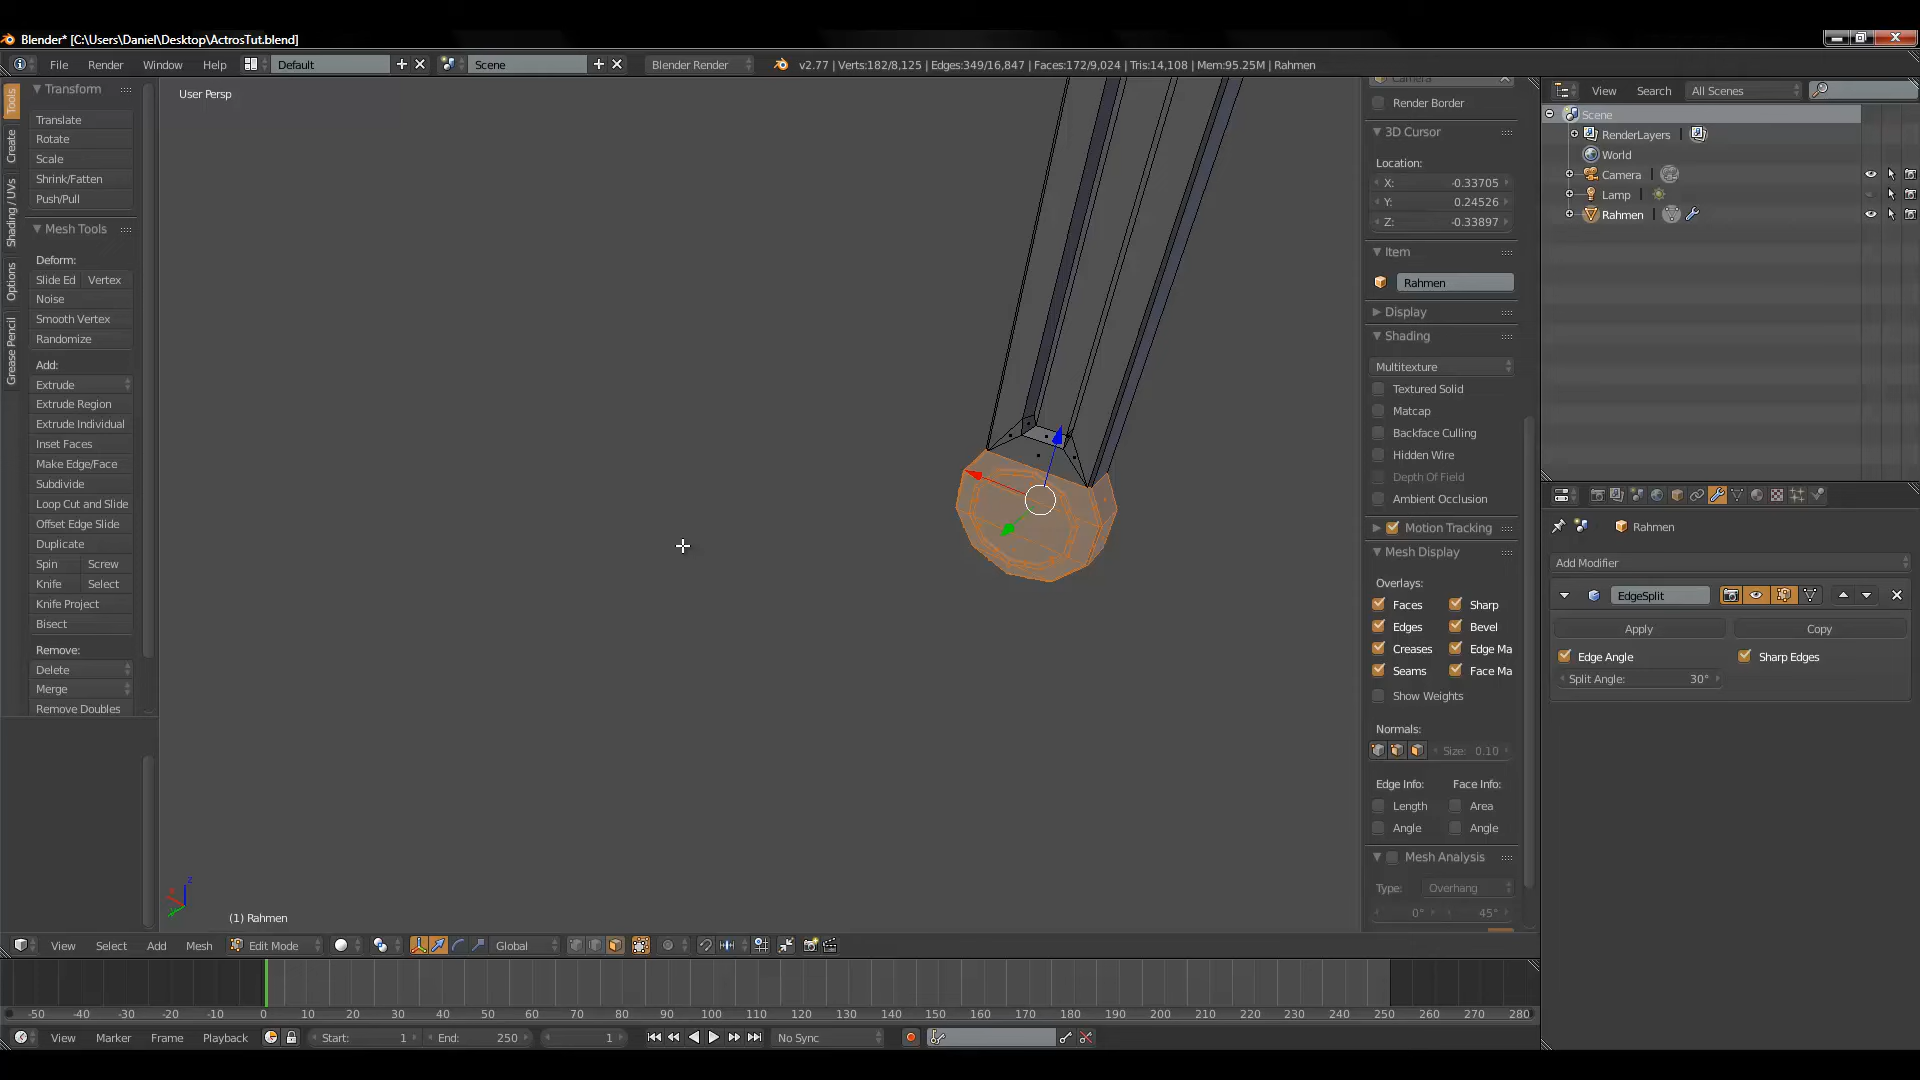 Blender* [C:\Users\Daniel\Desktop\ActrosTut.blend]
File Render Window Help Default Scene Blender Render v2.77 | Verts:182/8,125 | Edges:349/16,847 | Faces:172/9,024 | Tris:14,108 | Mem:95.25M | Rahmen
Tools
Create
Shading / UVs
Options
Grease Pencil
Transform
Translate
Rotate
Scale
Shrink/Fatten
Push/Pull
Mesh Tools
Deform:
Slide Ed Vertex
Noise
Smooth Vertex
Randomize
Add:
Extrude
Extrude Region
Extrude Individual
Inset Faces
Make Edge/Face
Subdivide
Loop Cut and Slide
Offset Edge Slide
Duplicate
Spin Screw
Knife Select
Knife Project
Bisect
Remove:
Delete
Merge
Remove Doubles
User Persp
(1) Rahmen
x
z
Camera
Render Border
3D Cursor
Location:
X: -0.33705
Y: 0.24526
Z: -0.33897
Item
Rahmen
Display
Shading
Multitexture
Textured Solid
Matcap
Backface Culling
Hidden Wire
Depth Of Field
Ambient Occlusion
Motion Tracking
Mesh Display
Overlays:
Faces Sharp
Edges Bevel
Creases Edge Ma
Seams Face Ma
Show Weights
Normals:
Size: 0.10
Edge Info: Face Info:
Length Area
Angle Angle
Mesh Analysis
Type: Overhang
0° 45°
View Search All Scenes
Scene
RenderLayers |
World
Camera |
Lamp |
Rahmen |
Rahmen
Add Modifier
EdgeSplit
Apply Copy
Edge Angle Sharp Edges
Split Angle: 30°
View Select Add Mesh Edit Mode Global
-50 -40 -30 -20 -10 0 10 20 30 40 50 60 70 80 90 100 110 120 130 140 150 160 170 180 190 200 210 220 230 240 250 260 270 280
View Marker Frame Playback Start: 1 End: 250 1 No Sync